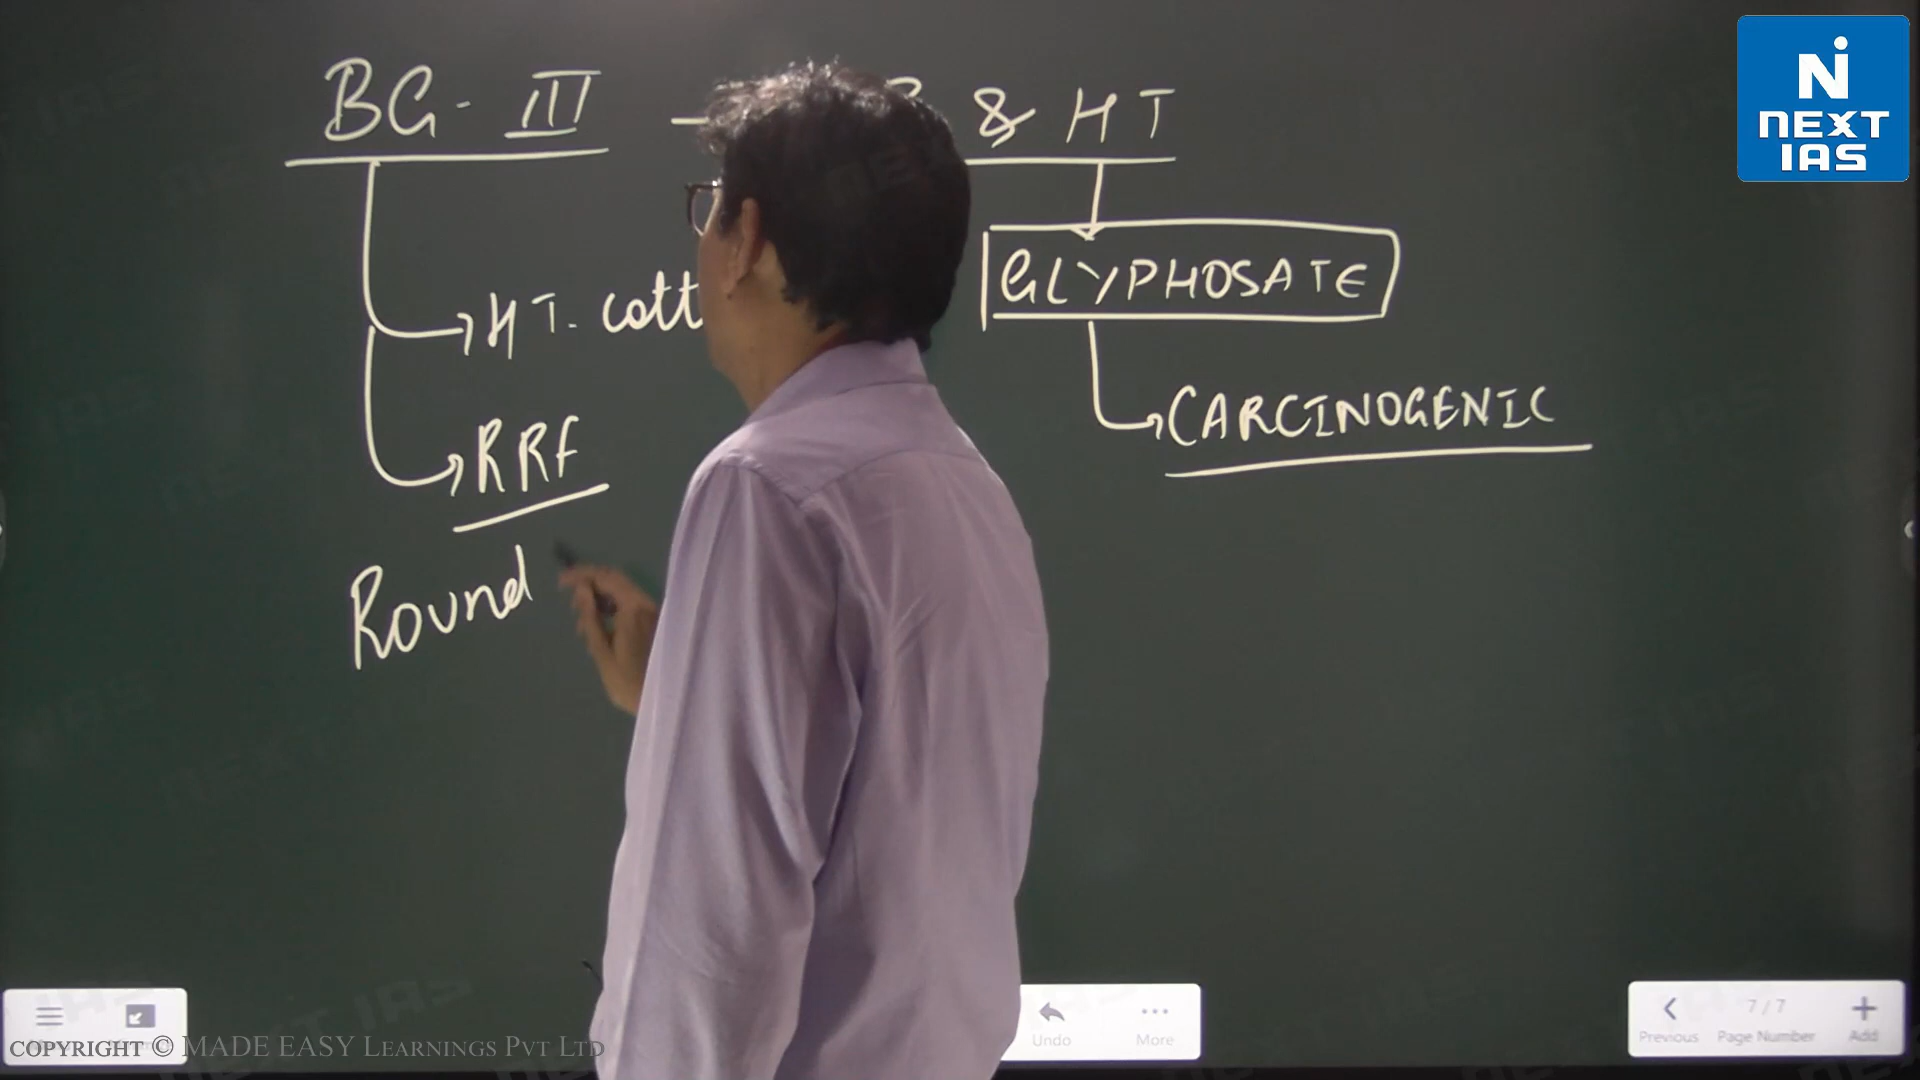 BG - III - & HT
GLYPHOSATE
HT. cott
CARCINOGENIC
RRF
Round
NEXT
IAS
Undo
More
Previous
7 / 7
Page Number
Add
COPYRIGHT © MADE EASY LEARNINGS PVT LTD